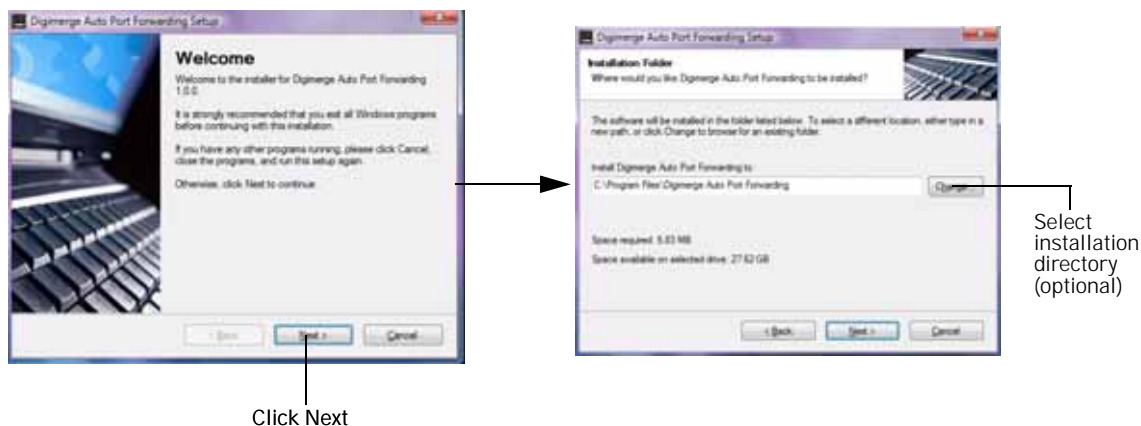 Digimerge Auto Port Forwarding Setup
Welcome
Welcome to the installer for Digimerge Auto Port Forwarding
1.0.0.
It is strongly recommended that you exit all Windows programs
before continuing with this installation.
If you have any other programs running, please click Cancel,
close the programs, and run this setup again.
Otherwise, click Next to continue.
< Back
Next >
Cancel
Click Next
Digimerge Auto Port Forwarding Setup
Installation Folder
Where would you like Digimerge Auto Port Forwarding to be installed?
The software will be installed in the folder listed below. To select a different location, either type in a
new path, or click Change to browse for an existing folder.
Install Digimerge Auto Port Forwarding to:
C:\Program Files\Digimerge Auto Port Forwarding
Change...
Space required: 5.83 MB
Space available on selected drive: 27.62 GB
< Back
Next >
Cancel
Select
installation
directory
(optional)